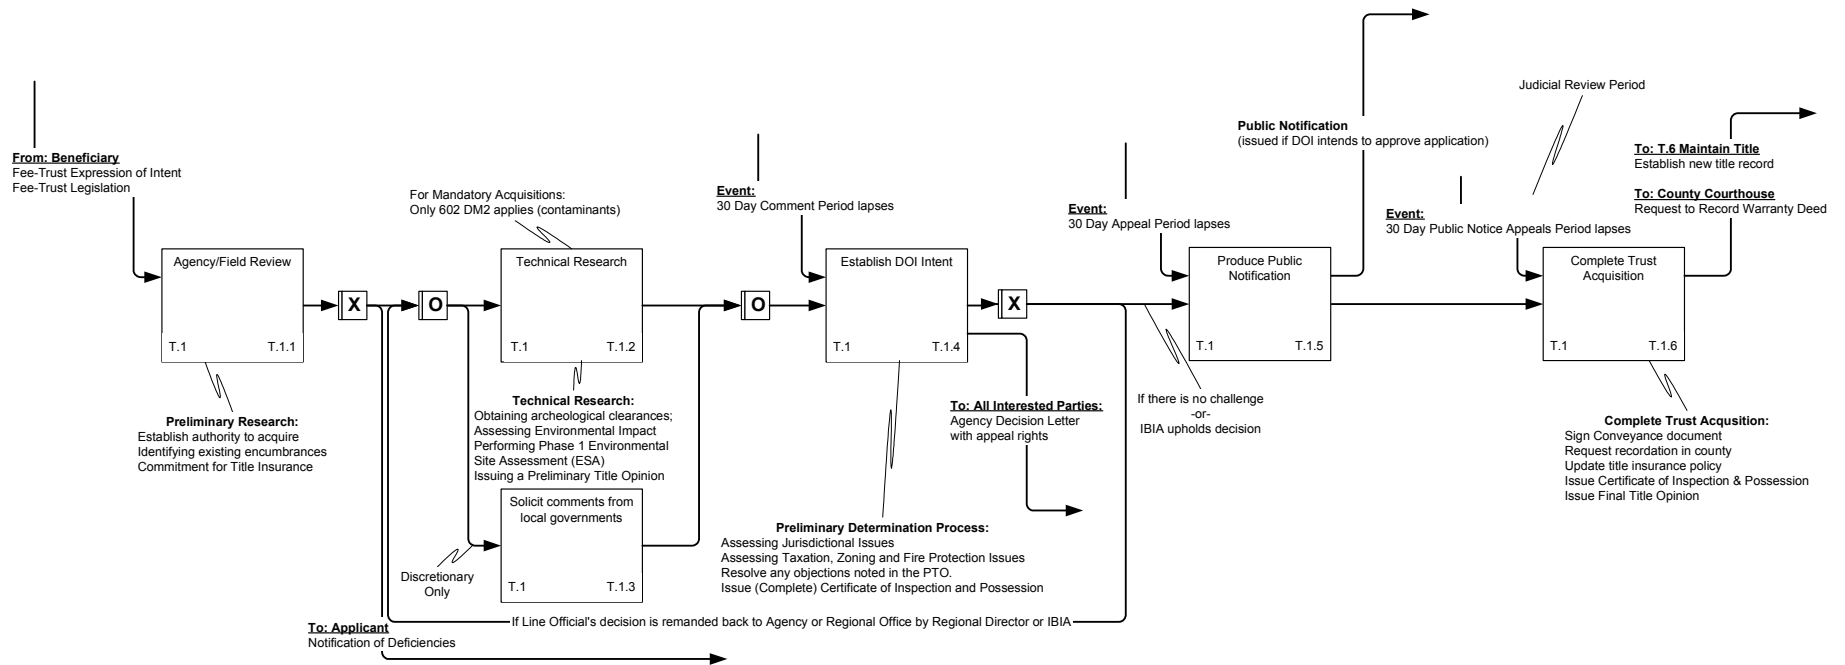 From: Beneficiary
Fee-Trust Expression of Intent
Fee-Trust Legislation
Agency/Field Review
T.1 T.1.1
Preliminary Research:
Establish authority to acquire
Identifying existing encumbrances
Commitment for Title Insurance
X
To: Applicant
Notification of Deficiencies
O
For Mandatory Acquisitions:
Only 602 DM2 applies (contaminants)
Technical Research
T.1 T.1.2
Technical Research:
Obtaining archeological clearances;
Assessing Environmental Impact
Performing Phase 1 Environmental
Site Assessment (ESA)
Issuing a Preliminary Title Opinion
Discretionary
Only
Solicit comments from
local governments
T.1 T.1.3
O
Event:
30 Day Comment Period lapses
Establish DOI Intent
T.1 T.1.4
Preliminary Determination Process:
Assessing Jurisdictional Issues
Assessing Taxation, Zoning and Fire Protection Issues
Resolve any objections noted in the PTO.
Issue (Complete) Certificate of Inspection and Possession
X
To: All Interested Parties:
Agency Decision Letter
with appeal rights
If Line Official's decision is remanded back to Agency or Regional Office by Regional Director or IBIA
If there is no challenge
-or-
IBIA upholds decision
Event:
30 Day Appeal Period lapses
Produce Public
Notification
T.1 T.1.5
Public Notification
(issued if DOI intends to approve application)
Judicial Review Period
Event:
30 Day Public Notice Appeals Period lapses
Complete Trust
Acquisition
T.1 T.1.6
To: T.6 Maintain Title
Establish new title record
To: County Courthouse
Request to Record Warranty Deed
Complete Trust Acqusition:
Sign Conveyance document
Request recordation in county
Update title insurance policy
Issue Certificate of Inspection & Possession
Issue Final Title Opinion